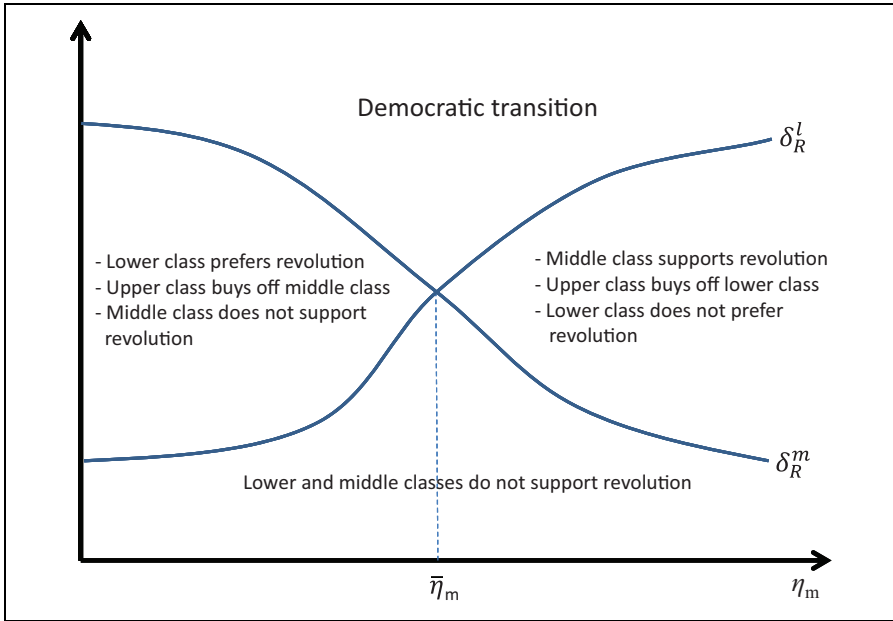 Democratic transition
δ_R^l
- Lower class prefers revolution
- Upper class buys off middle class
- Middle class does not support
revolution
- Middle class supports revolution
- Upper class buys off lower class
- Lower class does not prefer
revolution
δ_R^m
Lower and middle classes do not support revolution
η̄_m
η_m